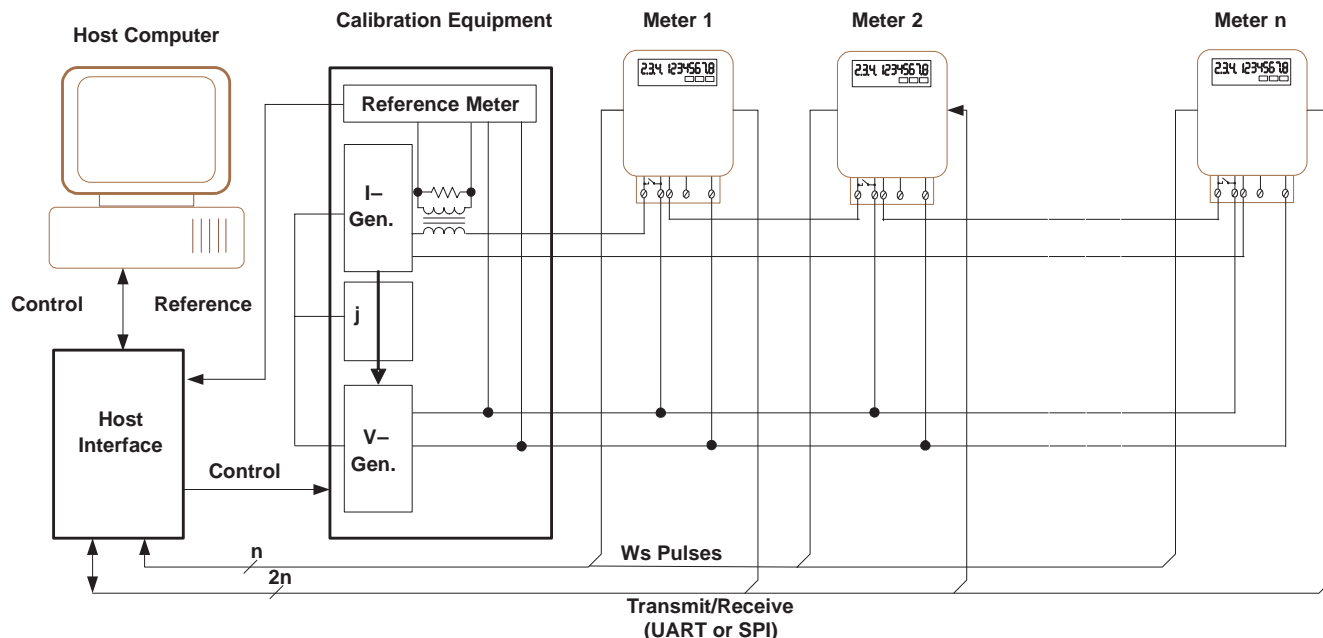 Host Computer
Calibration Equipment
Meter 1
Meter 2
Meter n
2.3.4. 12345678
2.3.4. 12345678
2.3.4. 12345678
Reference Meter
I–
Gen.
Control
Reference
j
Host
Interface
V–
Gen.
Control
n
Ws Pulses
2n
Transmit/Receive
(UART or SPI)